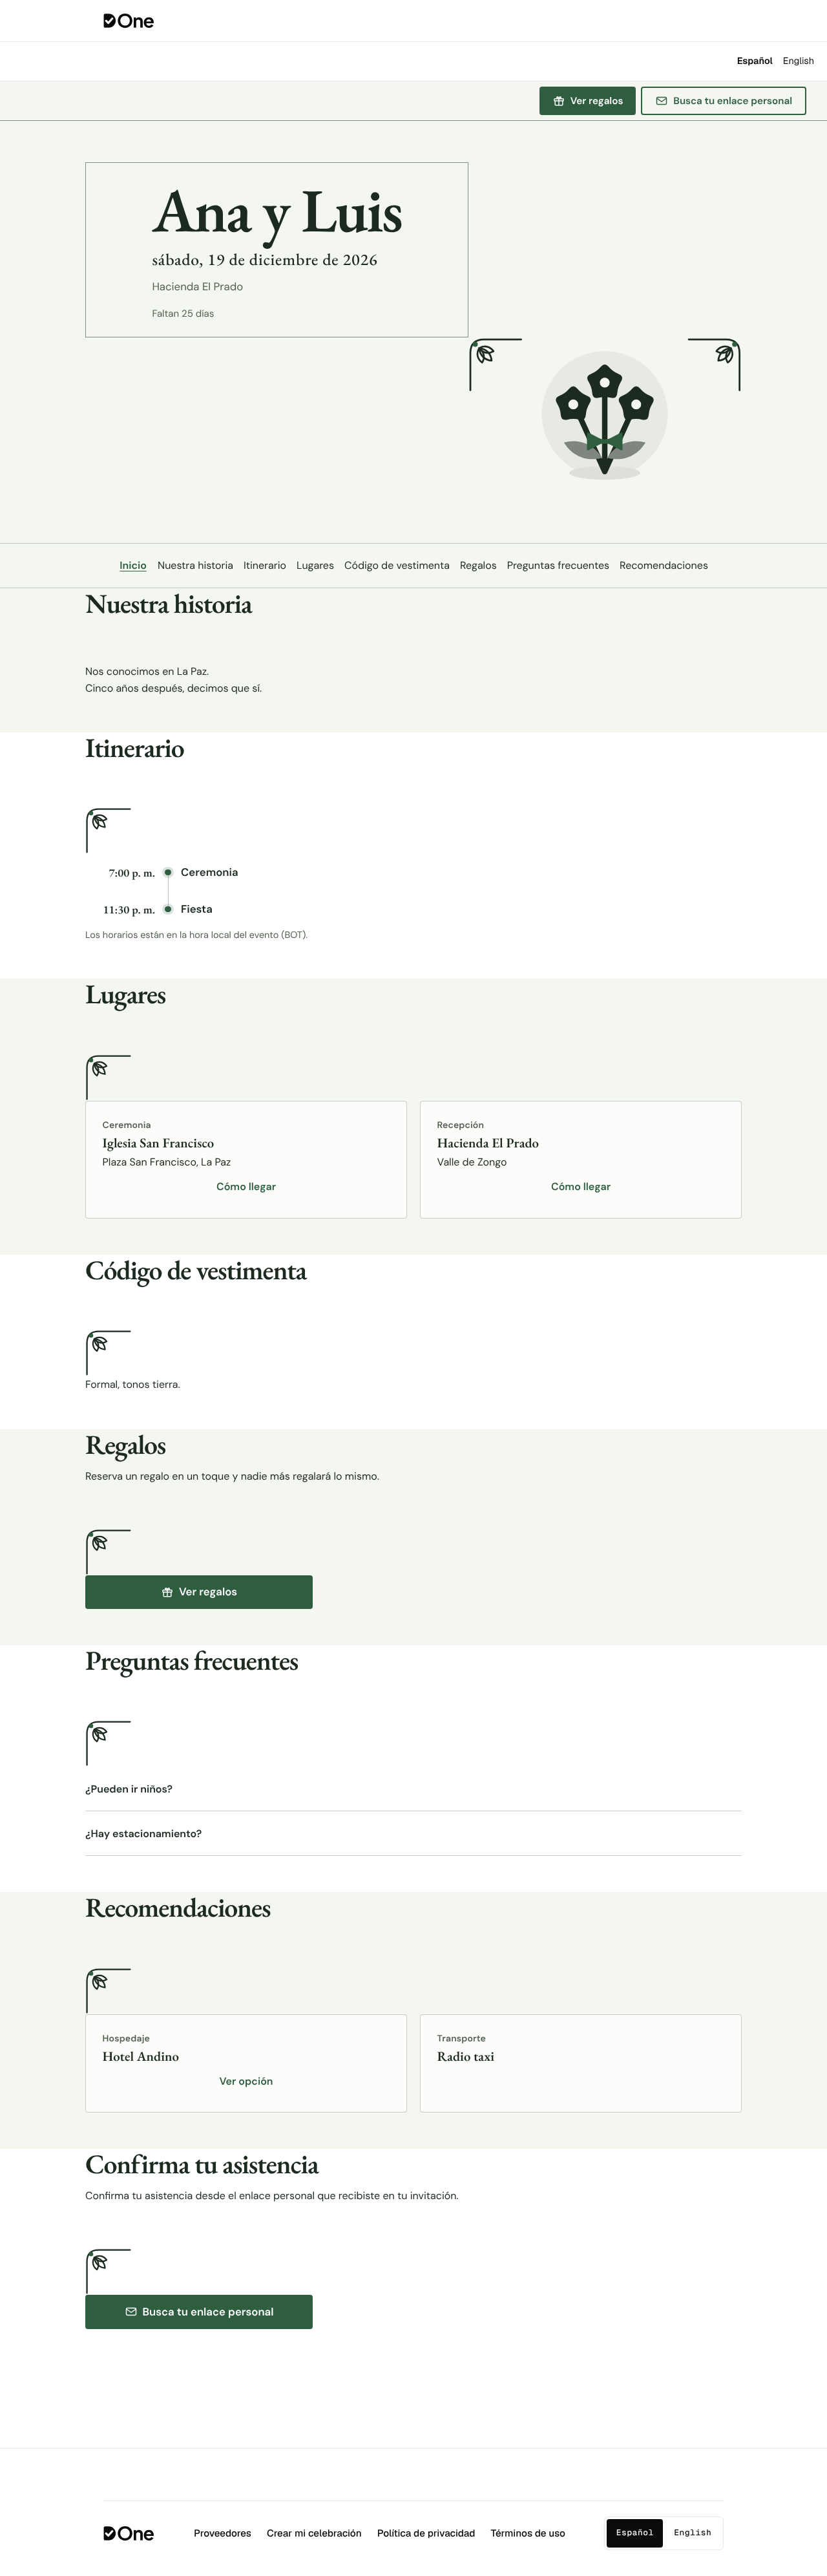 One
Español English
Ver regalos Busca tu enlace personal
Ana y Luis
sábado, 19 de diciembre de 2026
Hacienda El Prado
Faltan 25 días
Inicio Nuestra historia Itinerario Lugares Código de vestimenta Regalos Preguntas frecuentes Recomendaciones
Nuestra historia
Nos conocimos en La Paz.
Cinco años después, decimos que sí.
Itinerario
7:00 p. m. Ceremonia
11:30 p. m. Fiesta
Los horarios están en la hora local del evento (BOT).
Lugares
Ceremonia
Iglesia San Francisco
Plaza San Francisco, La Paz
Cómo llegar
Recepción
Hacienda El Prado
Valle de Zongo
Cómo llegar
Código de vestimenta
Formal, tonos tierra.
Regalos
Reserva un regalo en un toque y nadie más regalará lo mismo.
Ver regalos
Preguntas frecuentes
¿Pueden ir niños?
¿Hay estacionamiento?
Recomendaciones
Hospedaje
Hotel Andino
Ver opción
Transporte
Radio taxi
Confirma tu asistencia
Confirma tu asistencia desde el enlace personal que recibiste en tu invitación.
Busca tu enlace personal
One Proveedores Crear mi celebración Política de privacidad Términos de uso Español English